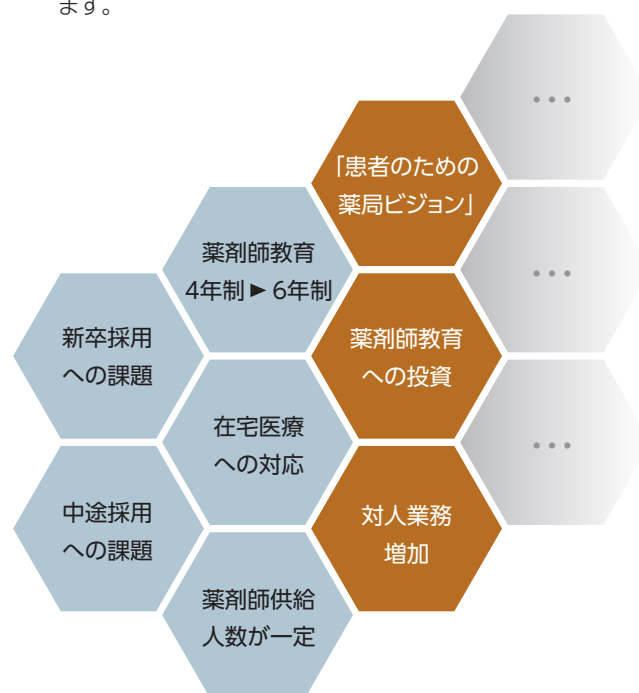 ます。
…
「患者のための
薬局ビジョン」
薬剤師教育
4年制►6年制
…
新卒採用
への課題
薬剤師教育
への投資
在宅医療
への対応
…
中途採用
への課題
対人業務
増加
薬剤師供給
人数が一定